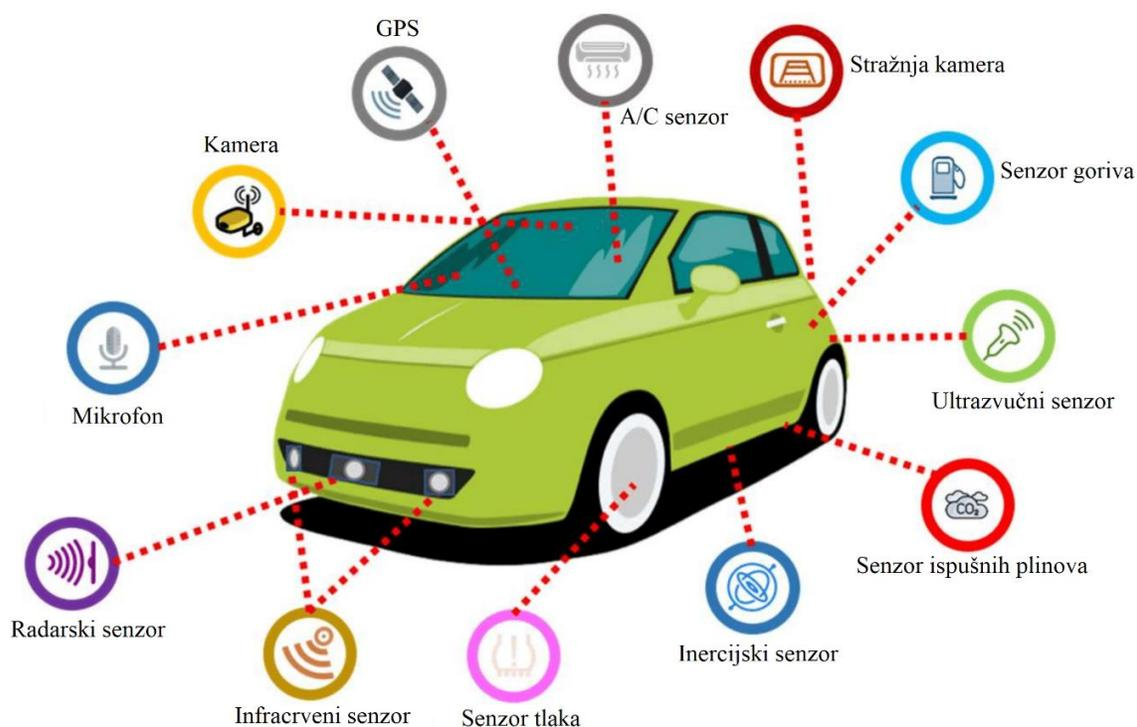 GPS
A/C senzor
Stražnja kamera
Kamera
Senzor goriva
Mikrofon
Ultrazvučni senzor
CO₂
Senzor ispušnih plinova
Radarski senzor
Inercijski senzor
Infracrveni senzor
Senzor tlaka